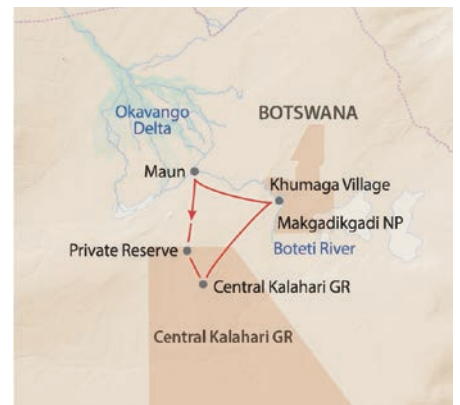 Okavango
Delta
BOTSWANA
Maun
Khumaga Village
Makgadikgadi NP
Boteti River
Private Reserve
Central Kalahari GR
Central Kalahari GR